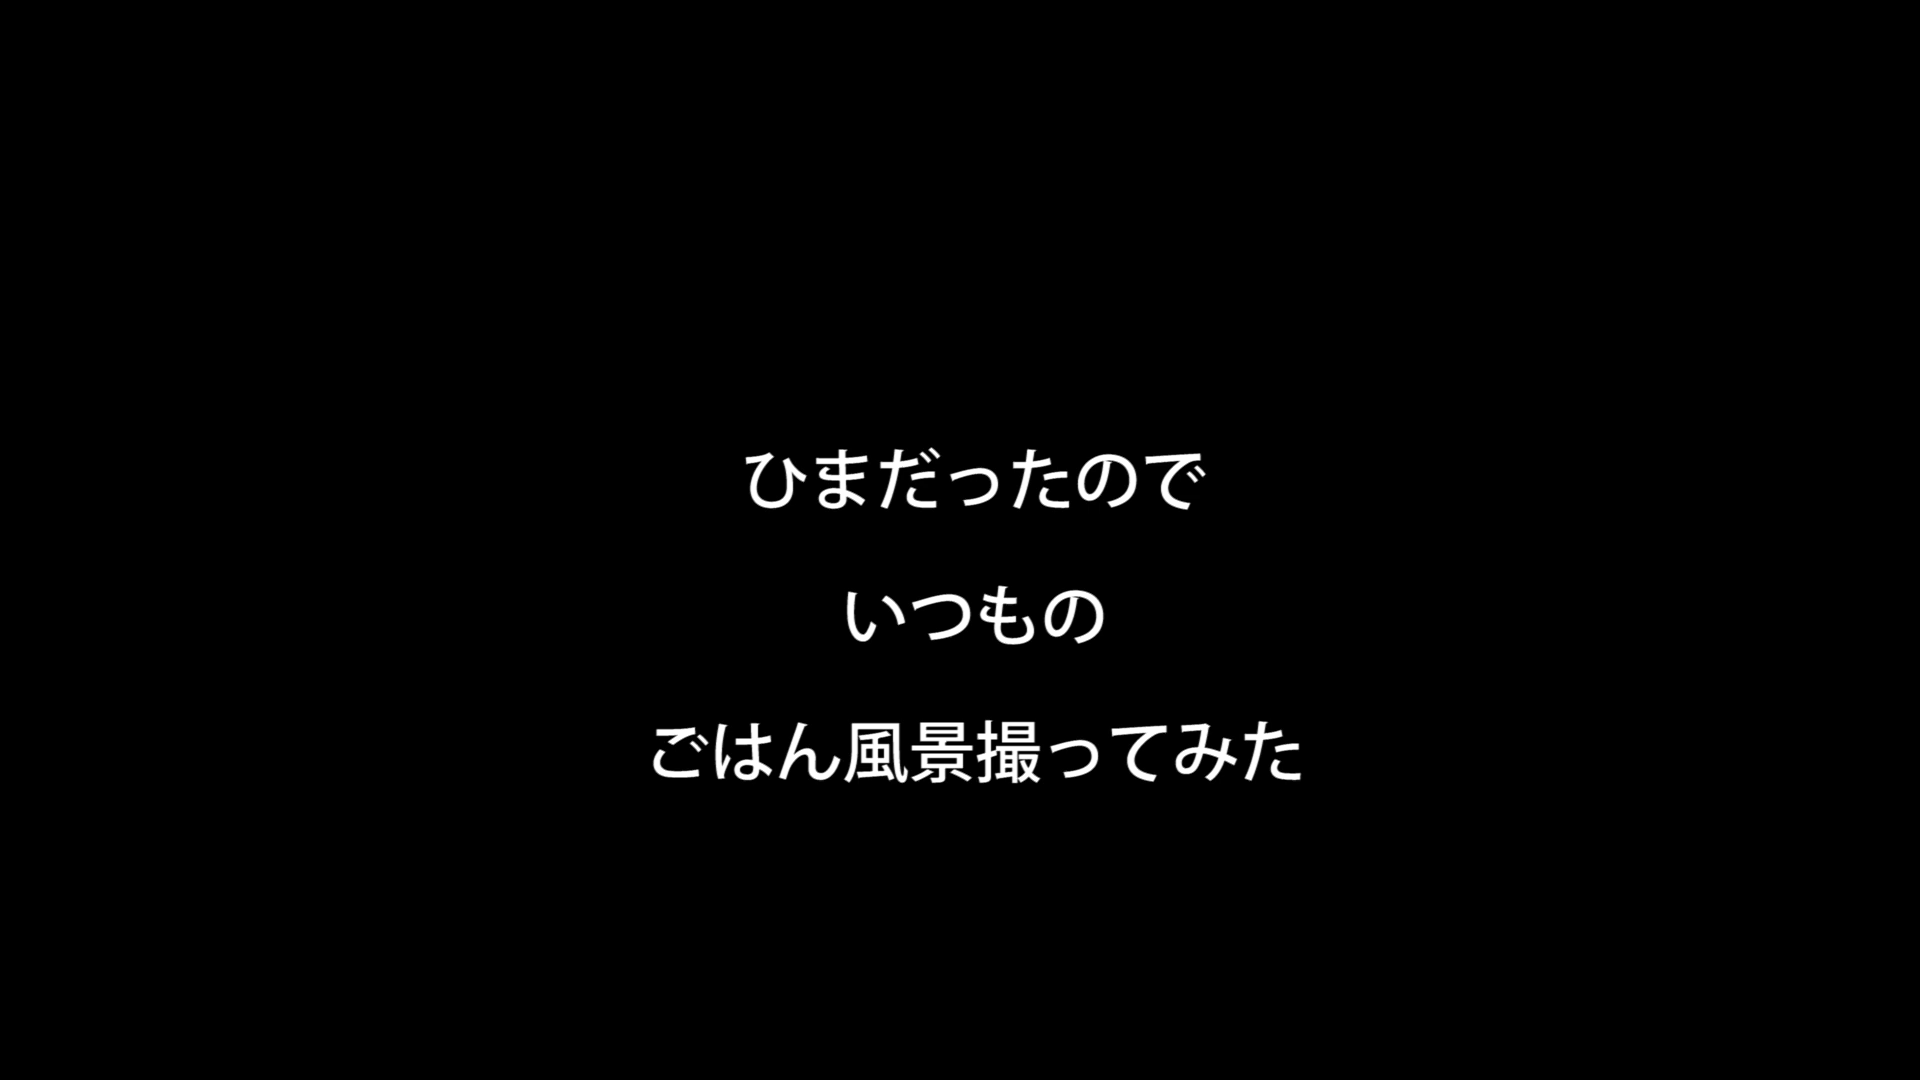 ひまだったので
いつもの
ごはん風景撮ってみた